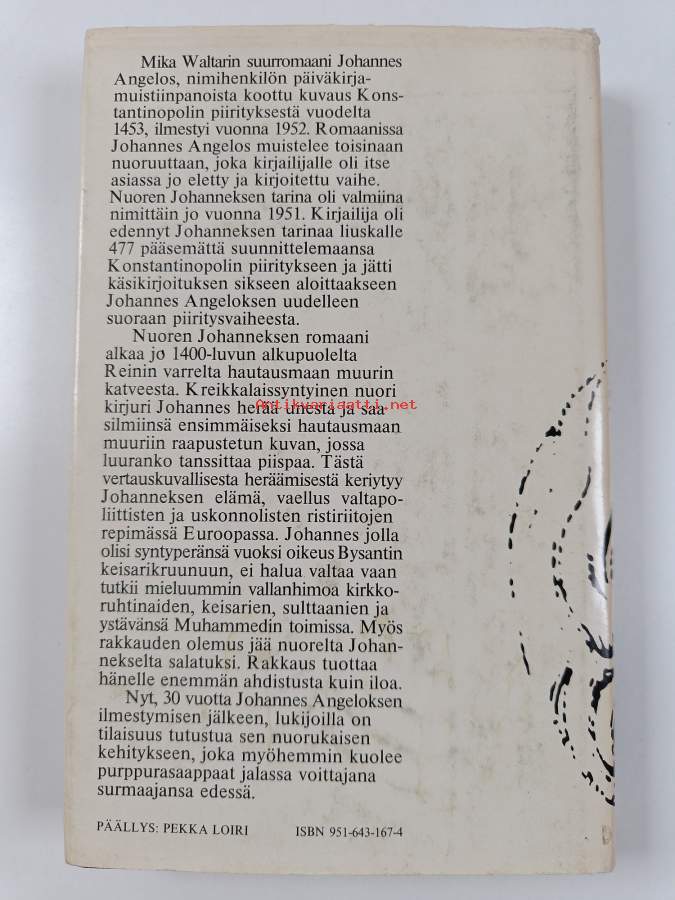 Mika Waltarin suurromaani Johannes
Angelos, nimihenkilön päiväkirja-
muistiinpanoista koottu kuvaus Kons-
tantinopolin piirityksestä vuodelta
1453, ilmestyi vuonna 1952. Romaanissa
Johannes Angelos muistelee toisinaan
nuoruuttaan, joka kirjailijalle oli itse
asiassa jo eletty ja kirjoitettu vaihe.
Nuoren Johanneksen tarina oli valmiina
nimittäin jo vuonna 1951. Kirjailija oli
edennyt Johanneksen tarinaa liuskalle
477 pääsemättä suunnittelemaansa
Konstantinopolin piiritykseen ja jätti
käsikirjoituksen sikseen aloittaakseen
Johannes Angeloksen uudelleen
suoraan piiritysvaiheesta.
Nuoren Johanneksen romaani
alkaa jo 1400-luvun alkupuolelta
Reinin varrelta hautausmaan muurin
katveesta. Kreikkalaissyntyinen nuori
kirjuri Johannes herää unesta ja saa
Antikvariaatti.net
silmiinsä ensimmäiseksi hautausmaan
muuriin raapustetun kuvan, jossa
luuranko tanssittaa piispaa. Tästä
vertauskuvallisesta heräämisestä keriytyy
Johanneksen elämä, vaellus valtapo-
liittisten ja uskonnolisten ristiriitojen
repimässä Euroopassa. Johannes jolla
olisi syntyperänsä vuoksi oikeus Bysantin
keisarikruunuun, ei halua valtaa vaan
tutkii mieluummin vallanhimoa kirkko-
ruhtinaiden, keisarien, sulttaanien ja
ystävänsä Muhammedin toimissa. Myös
rakkauden olemus jää nuorelta Johan-
nekselta salatuksi. Rakkaus tuottaa
hänelle enemmän ahdistusta kuin iloa.
Nyt, 30 vuotta Johannes Angeloksen
ilmestymisen jälkeen, lukijoilla on
tilaisuus tutustua sen nuorukaisen
kehitykseen, joka myöhemmin kuolee
purppurasaappaat jalassa voittajana
surmaajansa edessä.
PÄÄLLYS: PEKKA LOIRI ISBN 951-643-167-4